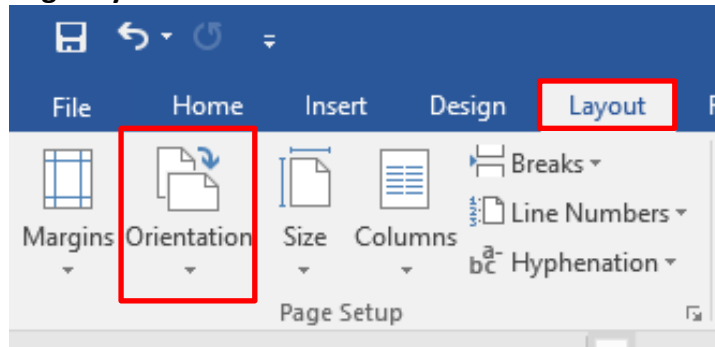 File Home Insert Design Layout
Breaks
Line Numbers
Margins Orientation Size Columns
Hyphenation
Page Setup